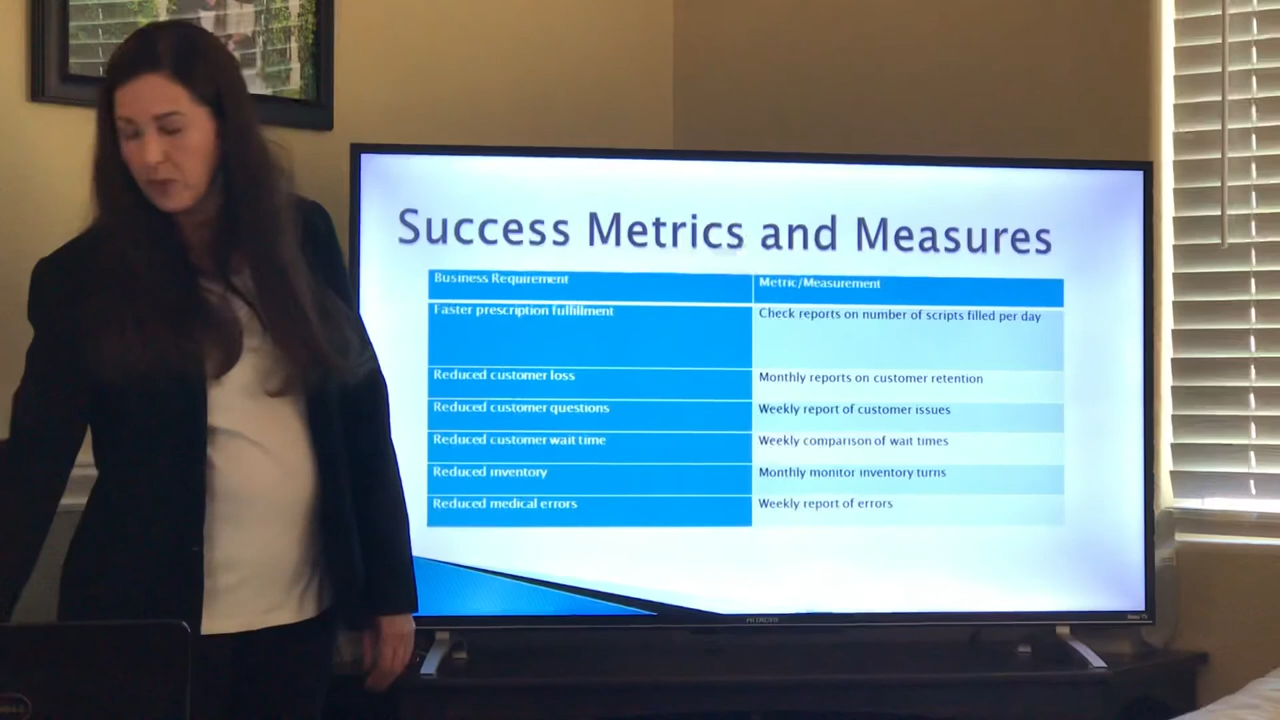 Success Metrics and Measures
Business Requirement Metric/Measurement
Faster prescription fulfillment Check reports on number of scripts filled per day
Reduced customer loss Monthly reports on customer retention
Reduced customer questions Weekly report of customer issues
Reduced customer wait time Weekly comparison of wait times
Reduced inventory Monthly monitor inventory turns
Reduced medical errors Weekly report of errors
HITACHI
Roku TV